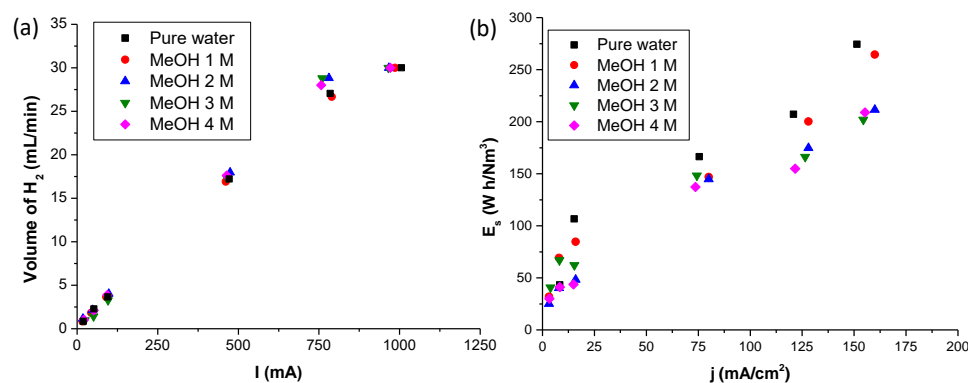 (a)
35
30
25
20
15
10
5
0
Volume of H2 (mL/min)
Pure water
MeOH 1 M
MeOH 2 M
MeOH 3 M
MeOH 4 M
0 250 500 750 1000 1250
I (mA)
(b)
300
250
200
150
100
50
0
Es (W h/Nm³)
Pure water
MeOH 1 M
MeOH 2 M
MeOH 3 M
MeOH 4 M
0 25 50 75 100 125 150 175 200
j (mA/cm²)